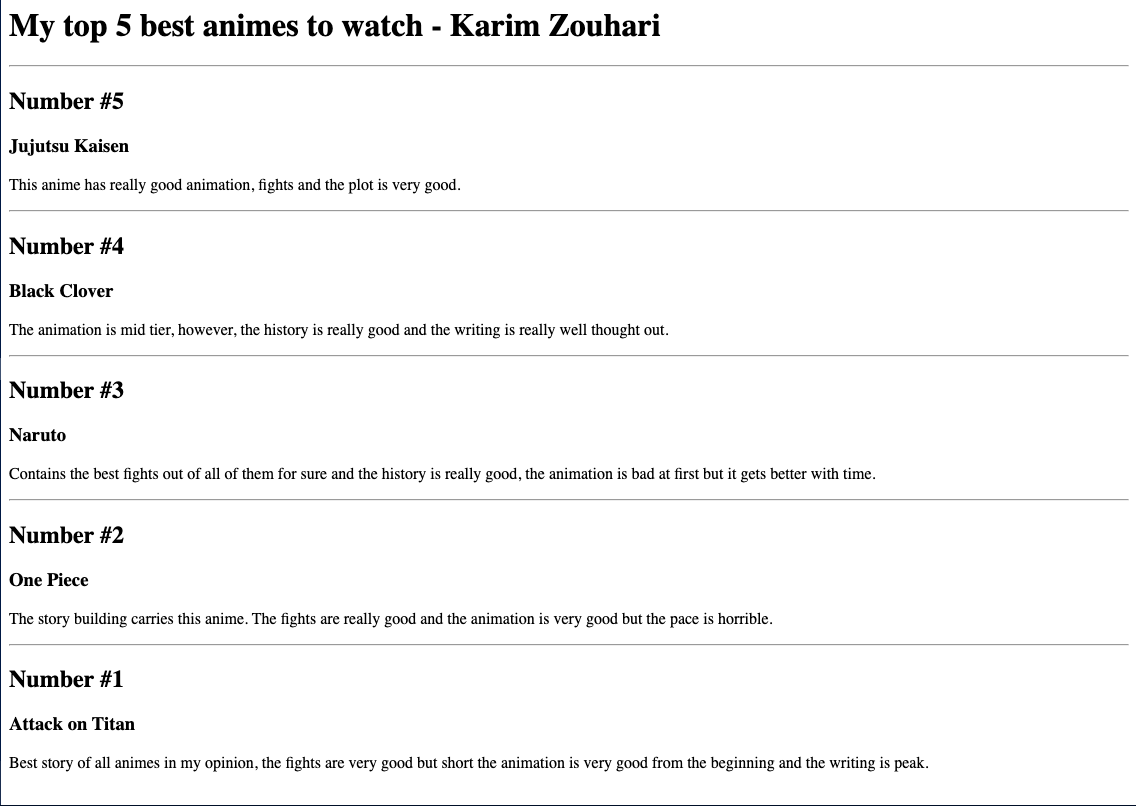 My top 5 best animes to watch - Karim Zouhari
Number #5
Jujutsu Kaisen
This anime has really good animation, fights and the plot is very good.
Number #4
Black Clover
The animation is mid tier, however, the history is really good and the writing is really well thought out.
Number #3
Naruto
Contains the best fights out of all of them for sure and the history is really good, the animation is bad at first but it gets better with time.
Number #2
One Piece
The story building carries this anime. The fights are really good and the animation is very good but the pace is horrible.
Number #1
Attack on Titan
Best story of all animes in my opinion, the fights are very good but short the animation is very good from the beginning and the writing is peak.